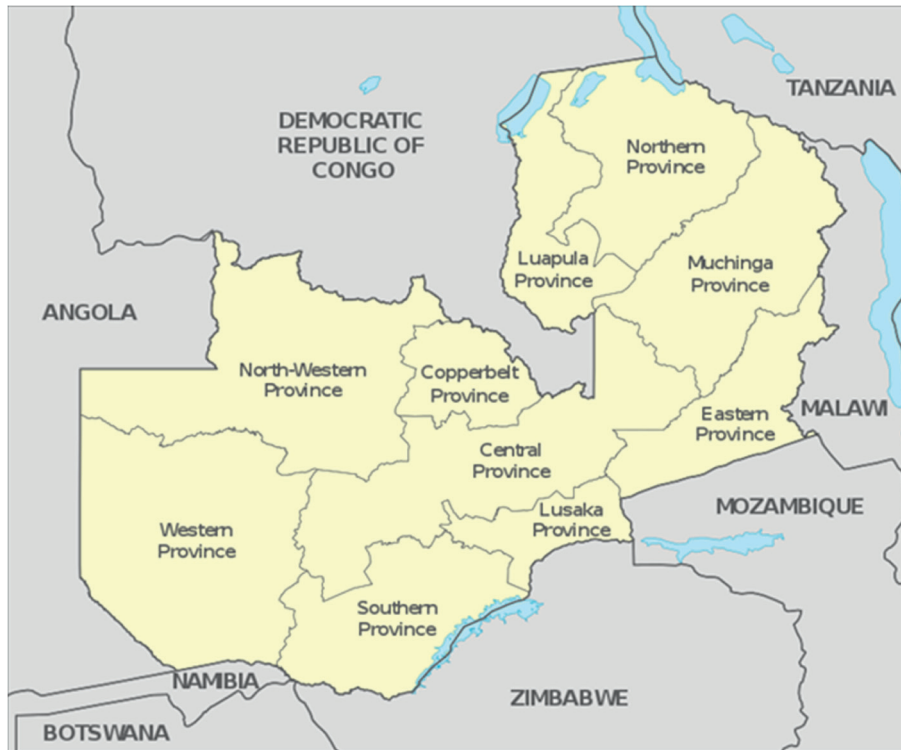 TANZANIA
DEMOCRATIC
REPUBLIC OF
CONGO
Northern
Province
Luapula
Province
Muchinga
Province
ANGOLA
North-Western
Province
Copperbelt
Province
MALAWI
Eastern
Province
Central
Province
MOZAMBIQUE
Lusaka
Province
Western
Province
Southern
Province
NAMIBIA
ZIMBABWE
BOTSWANA